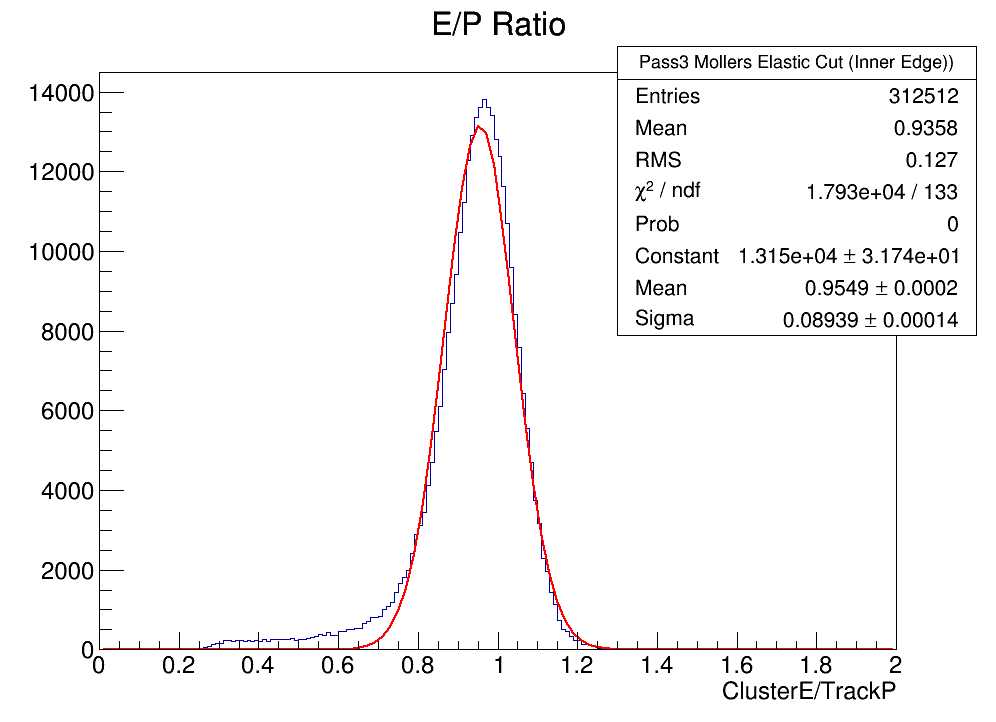 E/P Ratio
Pass3 Mollers Elastic Cut (Inner Edge))
Entries 312512
Mean 0.9358
RMS 0.127
χ² / ndf 1.793e+04 / 133
Prob 0
Constant 1.315e+04 ± 3.174e+01
Mean 0.9549 ± 0.0002
Sigma 0.08939 ± 0.00014
14000
12000
10000
8000
6000
4000
2000
0
0 0.2 0.4 0.6 0.8 1 1.2 1.4 1.6 1.8 2
ClusterE/TrackP